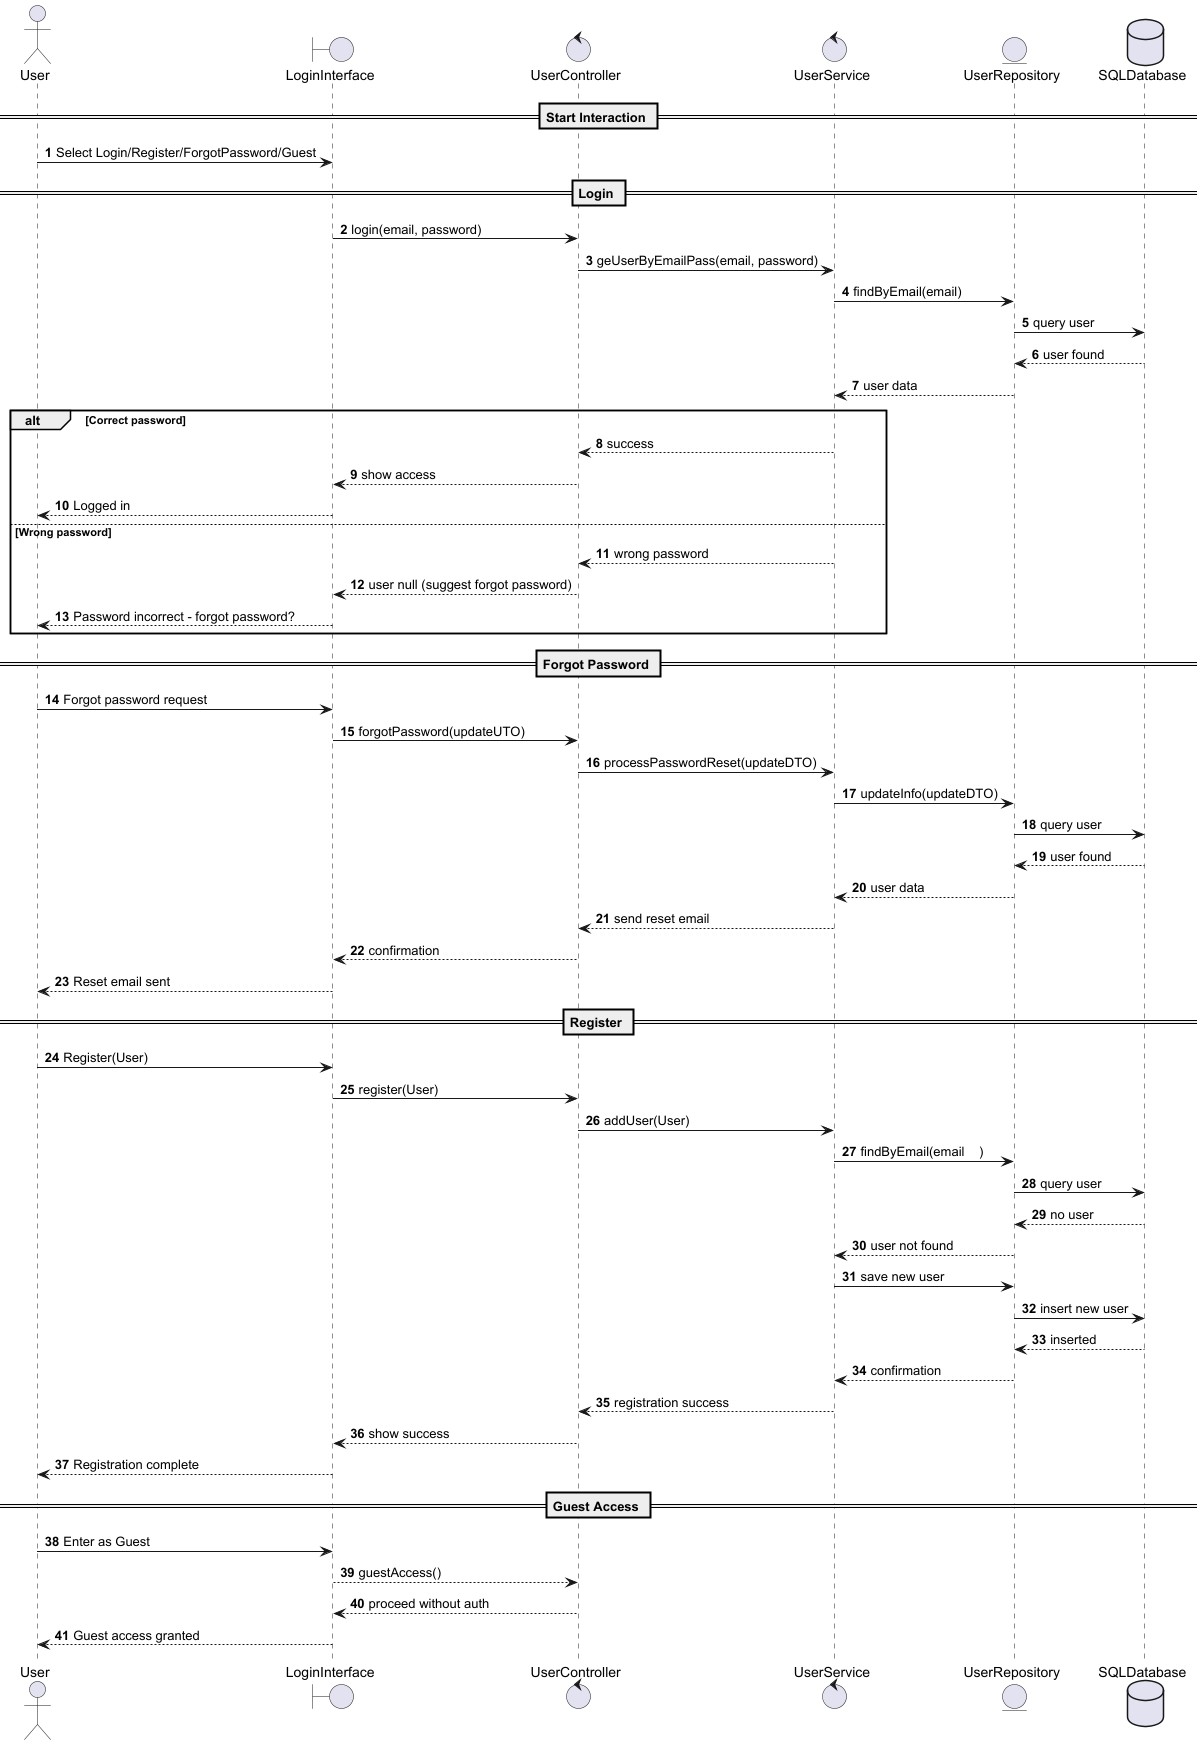 User
LoginInterface
UserController
UserService
UserRepository
SQLDatabase
Start Interaction
1 Select Login/Register/ForgotPassword/Guest
Login
2 login(email, password)
3 geUserByEmailPass(email, password)
4 findByEmail(email)
5 query user
6 user found
7 user data
alt [Correct password]
8 success
9 show access
10 Logged in
[Wrong password]
11 wrong password
12 user null (suggest forgot password)
13 Password incorrect - forgot password?
Forgot Password
14 Forgot password request
15 forgotPassword(updateUTO)
16 processPasswordReset(updateDTO)
17 updateInfo(updateDTO)
18 query user
19 user found
20 user data
21 send reset email
22 confirmation
23 Reset email sent
Register
24 Register(User)
25 register(User)
26 addUser(User)
27 findByEmail(email    )
28 query user
29 no user
30 user not found
31 save new user
32 insert new user
33 inserted
34 confirmation
35 registration success
36 show success
37 Registration complete
Guest Access
38 Enter as Guest
39 guestAccess()
40 proceed without auth
41 Guest access granted
User
LoginInterface
UserController
UserService
UserRepository
SQLDatabase